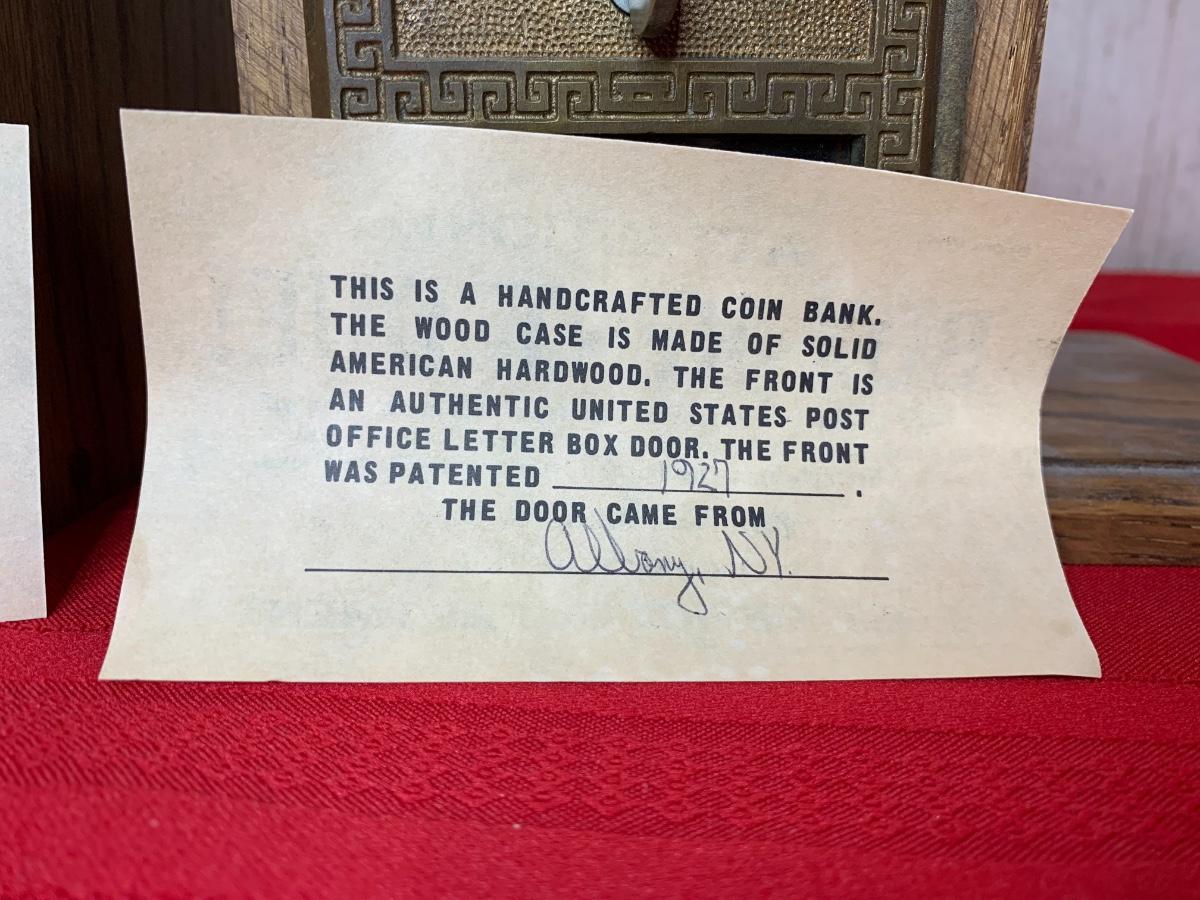 THIS IS A HANDCRAFTED COIN BANK.
THE WOOD CASE IS MADE OF SOLID
AMERICAN HARDWOOD. THE FRONT IS
AN AUTHENTIC UNITED STATES POST
OFFICE LETTER BOX DOOR. THE FRONT
WAS PATENTED 1927.
THE DOOR CAME FROM
Albany, NY.